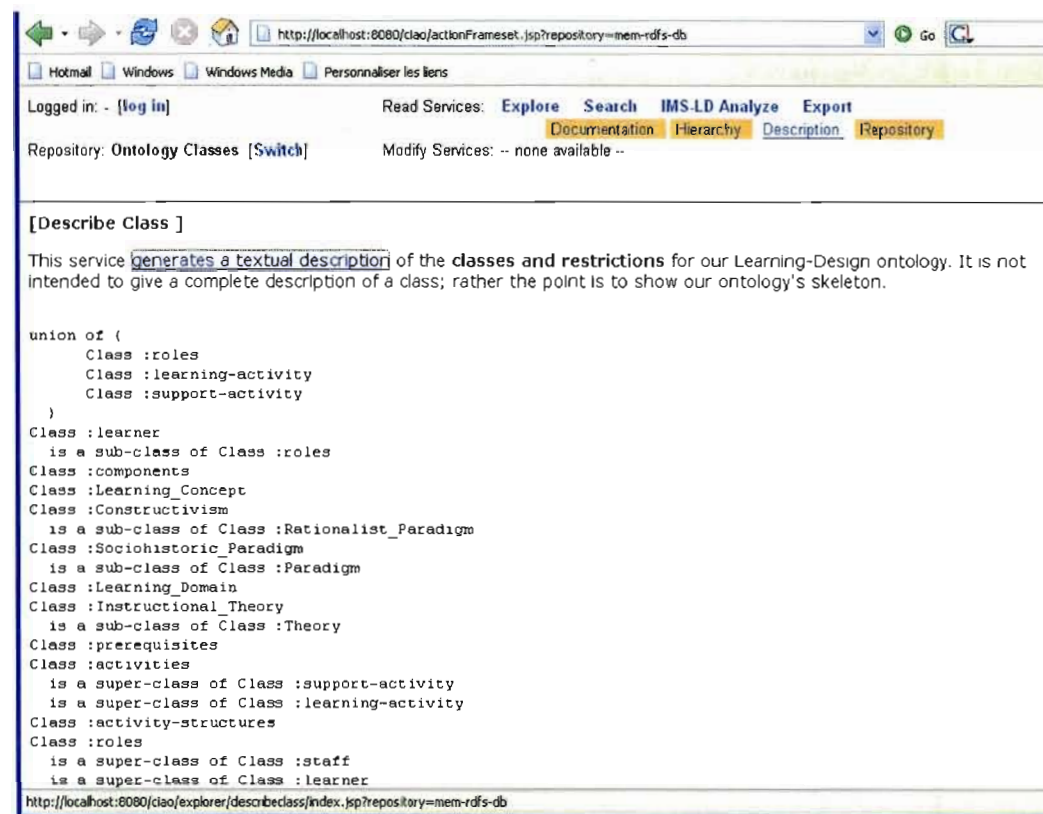 http://localhost:8080/ciao/actionFrameset.jsp?repository=mem-rdfs-db Go
Hotmail Windows Windows Media Personnaliser les liens
Logged in: - [log in] Read Services: Explore Search IMS-LD Analyze Export
Documentation Hierarchy Description Repository
Repository: Ontology Classes [Switch] Modify Services: -- none available --
[Describe Class ]
This service generates a textual description of the classes and restrictions for our Learning-Design ontology. It is not
intended to give a complete description of a class; rather the point is to show our ontology's skeleton.
union of (
Class :roles
Class :learning-activity
Class :support-activity
)
Class :learner
is a sub-class of Class :roles
Class :components
Class :Learning_Concept
Class :Constructivism
is a sub-class of Class :Rationalist_Paradigm
Class :Sociohistoric_Paradigm
is a sub-class of Class :Paradigm
Class :Learning_Domain
Class :Instructional_Theory
is a sub-class of Class :Theory
Class :prerequisites
Class :activities
is a super-class of Class :support-activity
is a super-class of Class :learning-activity
Class :activity-structures
Class :roles
is a super-class of Class :staff
is a super-class of Class :learner
http://localhost:8080/ciao/explorer/describeclass/index.jsp?repository=mem-rdfs-db